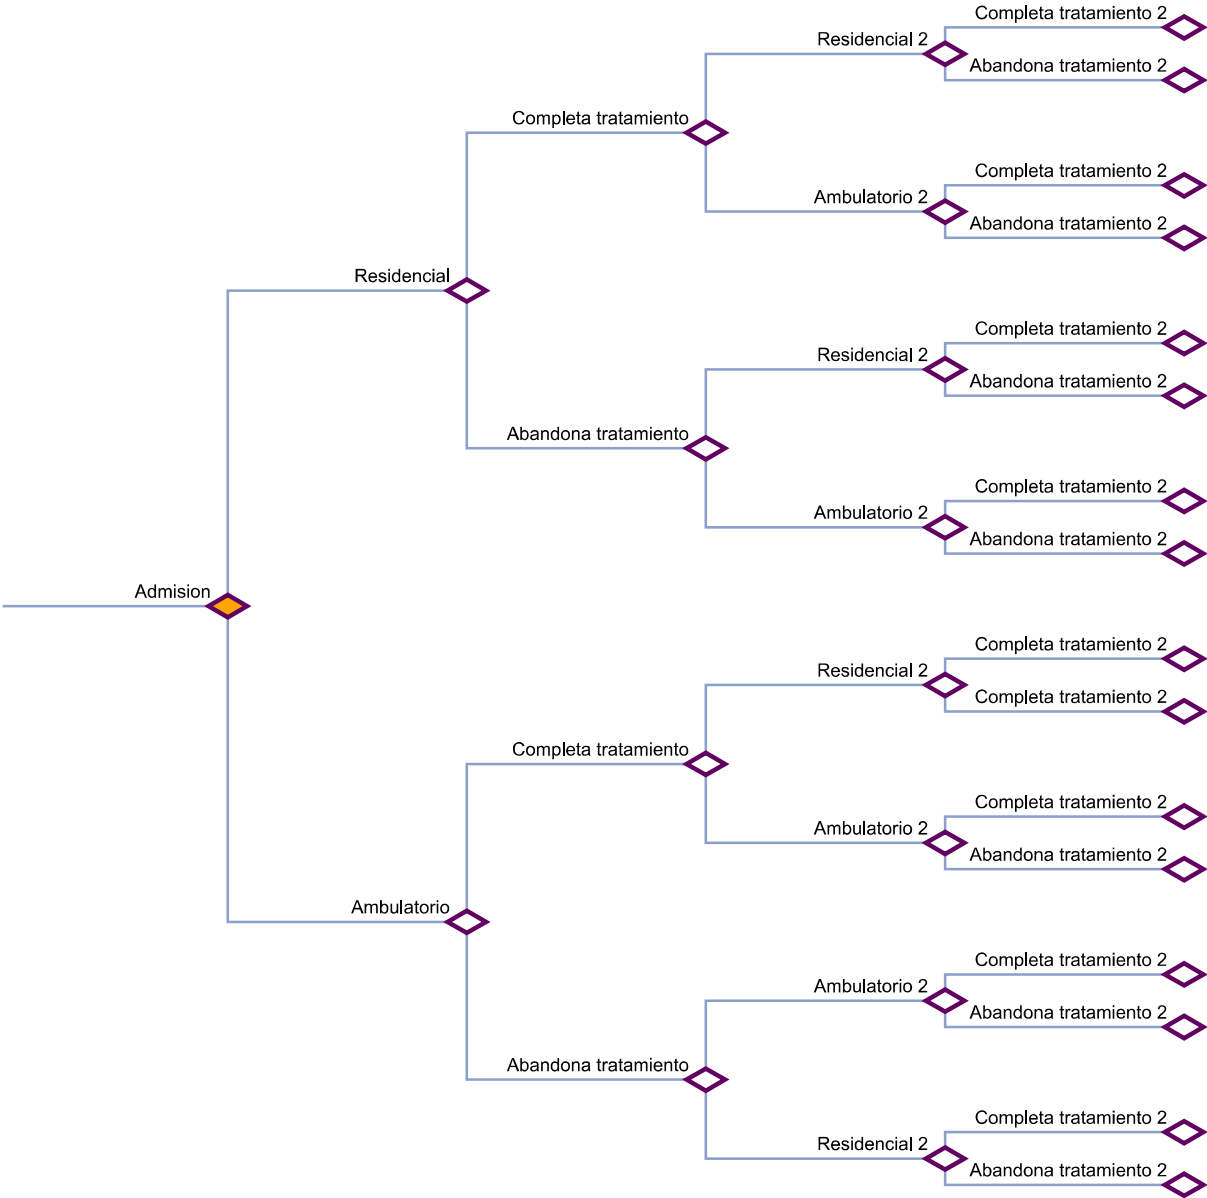 Completa tratamiento 2
Residencial 2
Abandona tratamiento 2
Completa tratamiento
Completa tratamiento 2
Ambulatorio 2
Abandona tratamiento 2
Residencial
Completa tratamiento 2
Residencial 2
Abandona tratamiento 2
Abandona tratamiento
Completa tratamiento 2
Ambulatorio 2
Abandona tratamiento 2
Admision
Completa tratamiento 2
Residencial 2
Completa tratamiento 2
Completa tratamiento
Completa tratamiento 2
Ambulatorio 2
Abandona tratamiento 2
Ambulatorio
Completa tratamiento 2
Ambulatorio 2
Abandona tratamiento 2
Abandona tratamiento
Completa tratamiento 2
Residencial 2
Abandona tratamiento 2